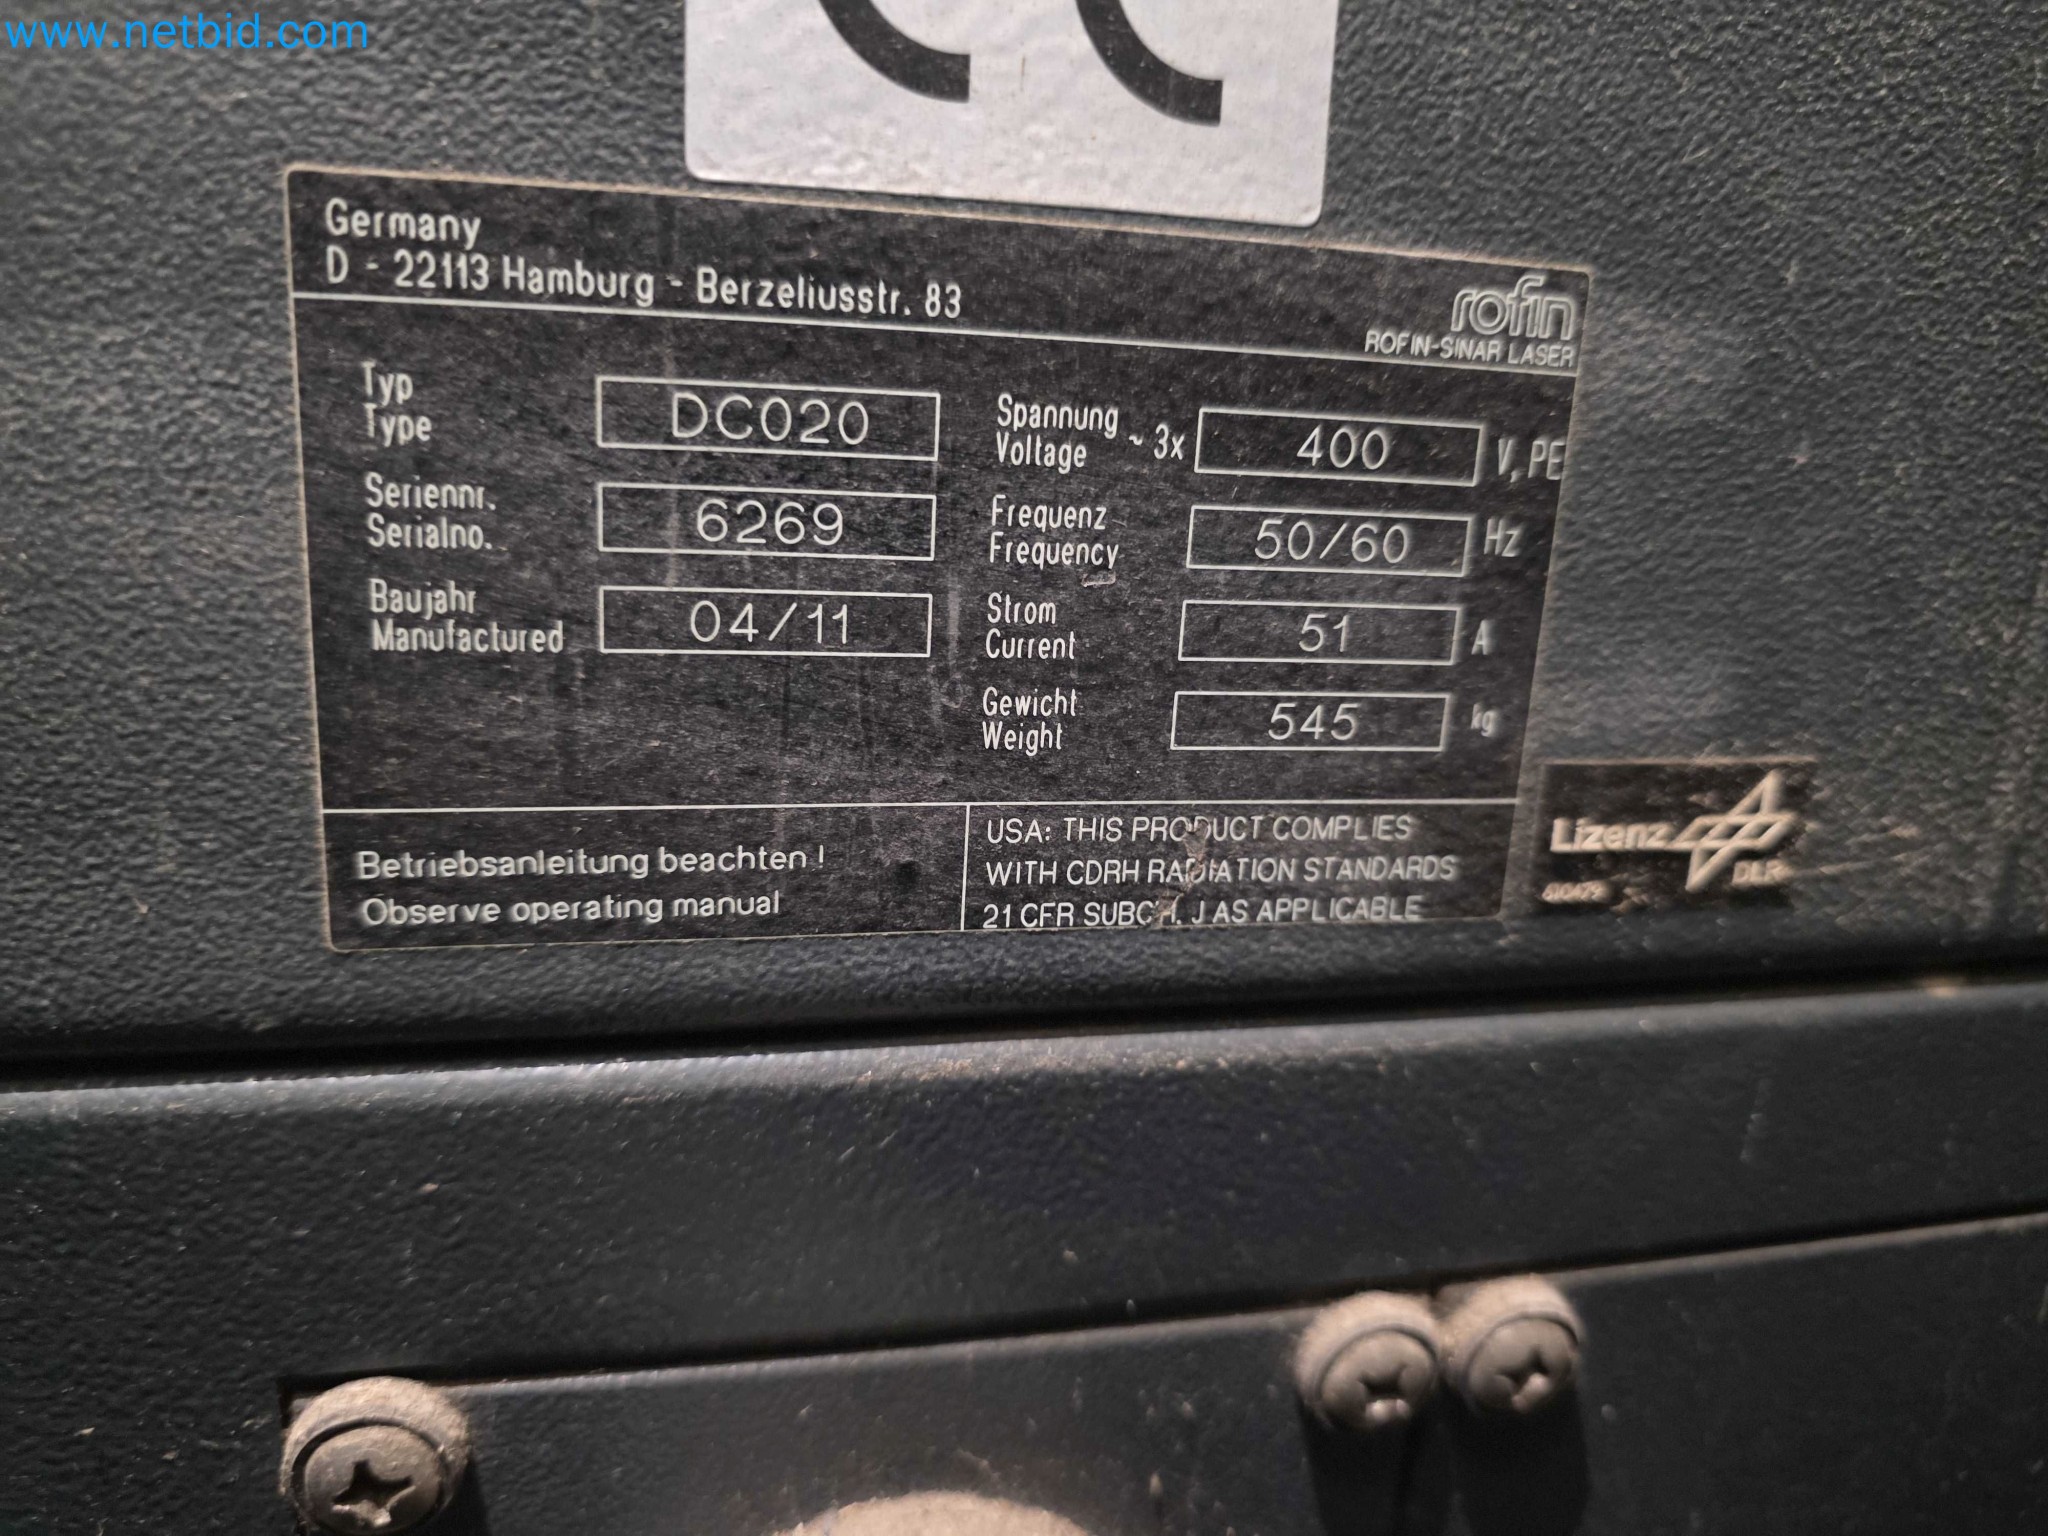 www.netbid.com
CE
Germany
D - 22113 Hamburg - Berzeliusstr. 83
rofin
ROFIN-SINAR LASER
Typ
Type
DC020
Seriennr.
Serialno.
6269
Baujahr
Manufactured
04/11
Spannung
Voltage
~ 3x 400 V, PE
Frequenz
Frequency
50/60 Hz
Strom
Current
51 A
Gewicht
Weight
545 kg
Betriebsanleitung beachten !
Observe operating manual
USA: THIS PRODUCT COMPLIES
WITH CDRH RADIATION STANDARDS
21 CFR SUBCH. J AS APPLICABLE
Lizenz
DLR